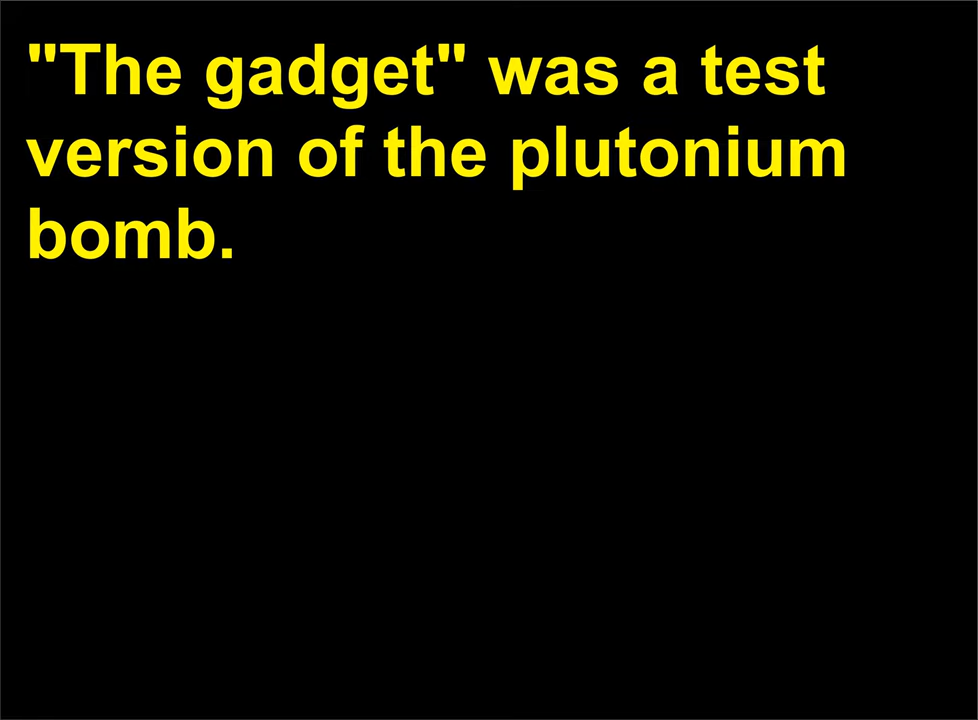 "The gadget" was a test
version of the plutonium
bomb.